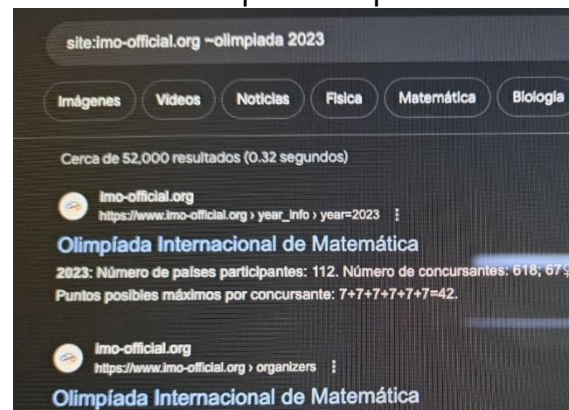 site:imo-official.org ~olimpiada 2023
Imágenes Videos Noticias Física Matemática Biología
Cerca de 52,000 resultados (0.32 segundos)
imo-official.org
https://www.imo-official.org › year_info › year=2023
Olimpíada Internacional de Matemática
2023: Número de países participantes: 112. Número de concursantes: 618; 67♀
Puntos posibles máximos por concursante: 7+7+7+7+7+7=42.
imo-official.org
https://www.imo-official.org › organizers
Olimpíada Internacional de Matemática